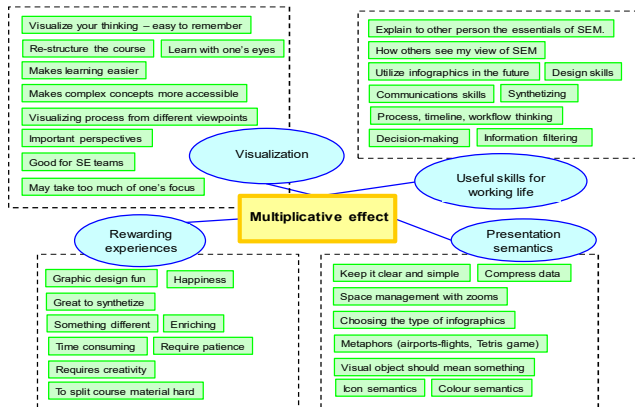 Visualize your thinking – easy to remember
Re-structure the course
Learn with one's eyes
Makes learning easier
Makes complex concepts more accessible
Visualizing process from different viewpoints
Important perspectives
Good for SE teams
May take too much of one's focus
Visualization
Explain to other person the essentials of SEM.
How others see my view of SEM
Utilize infographics in the future
Design skills
Communications skills
Synthetizing
Process, timeline, workflow thinking
Decision-making
Information filtering
Useful skills for
working life
Multiplicative effect
Rewarding
experiences
Graphic design fun
Happiness
Great to synthetize
Something different
Enriching
Time consuming
Require patience
Requires creativity
To split course material hard
Presentation
semantics
Keep it clear and simple
Compress data
Space management with zooms
Choosing the type of infographics
Metaphors (airports-flights, Tetris game)
Visual object should mean something
Icon semantics
Colour semantics